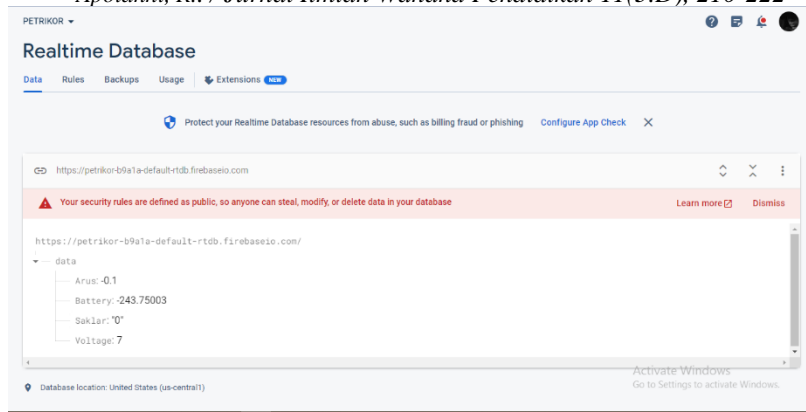 Apolanni, R.. / Jurnal Ilmiah Wahana Pendidikan 11(5.D), 216-222
PETRIKOR
Realtime Database
Data Rules Backups Usage Extensions NEW
Protect your Realtime Database resources from abuse, such as billing fraud or phishing Configure App Check
https://petrikor-b9a1a-default-rtdb.firebaseio.com
Your security rules are defined as public, so anyone can steal, modify, or delete data in your database Learn more Dismiss
https://petrikor-b9a1a-default-rtdb.firebaseio.com/
data
Arus: -0.1
Battery: -243.75003
Saklar: "0"
Voltage: 7
Activate Windows
Go to Settings to activate Windows.
Database location: United States (us-central1)